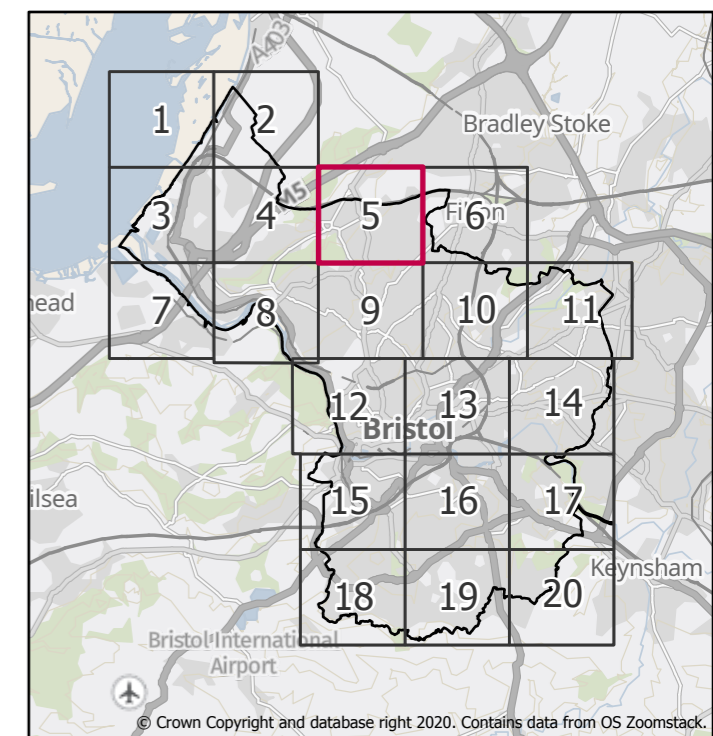 A403
1
2
Bradley Stoke
M5
3
4
5
Filton
6
ead
7
8
9
10
11
12
13
14
Bristol
ilsea
15
16
17
Keynsham
18
19
20
Bristol International
Airport
© Crown Copyright and database right 2020. Contains data from OS Zoomstack.